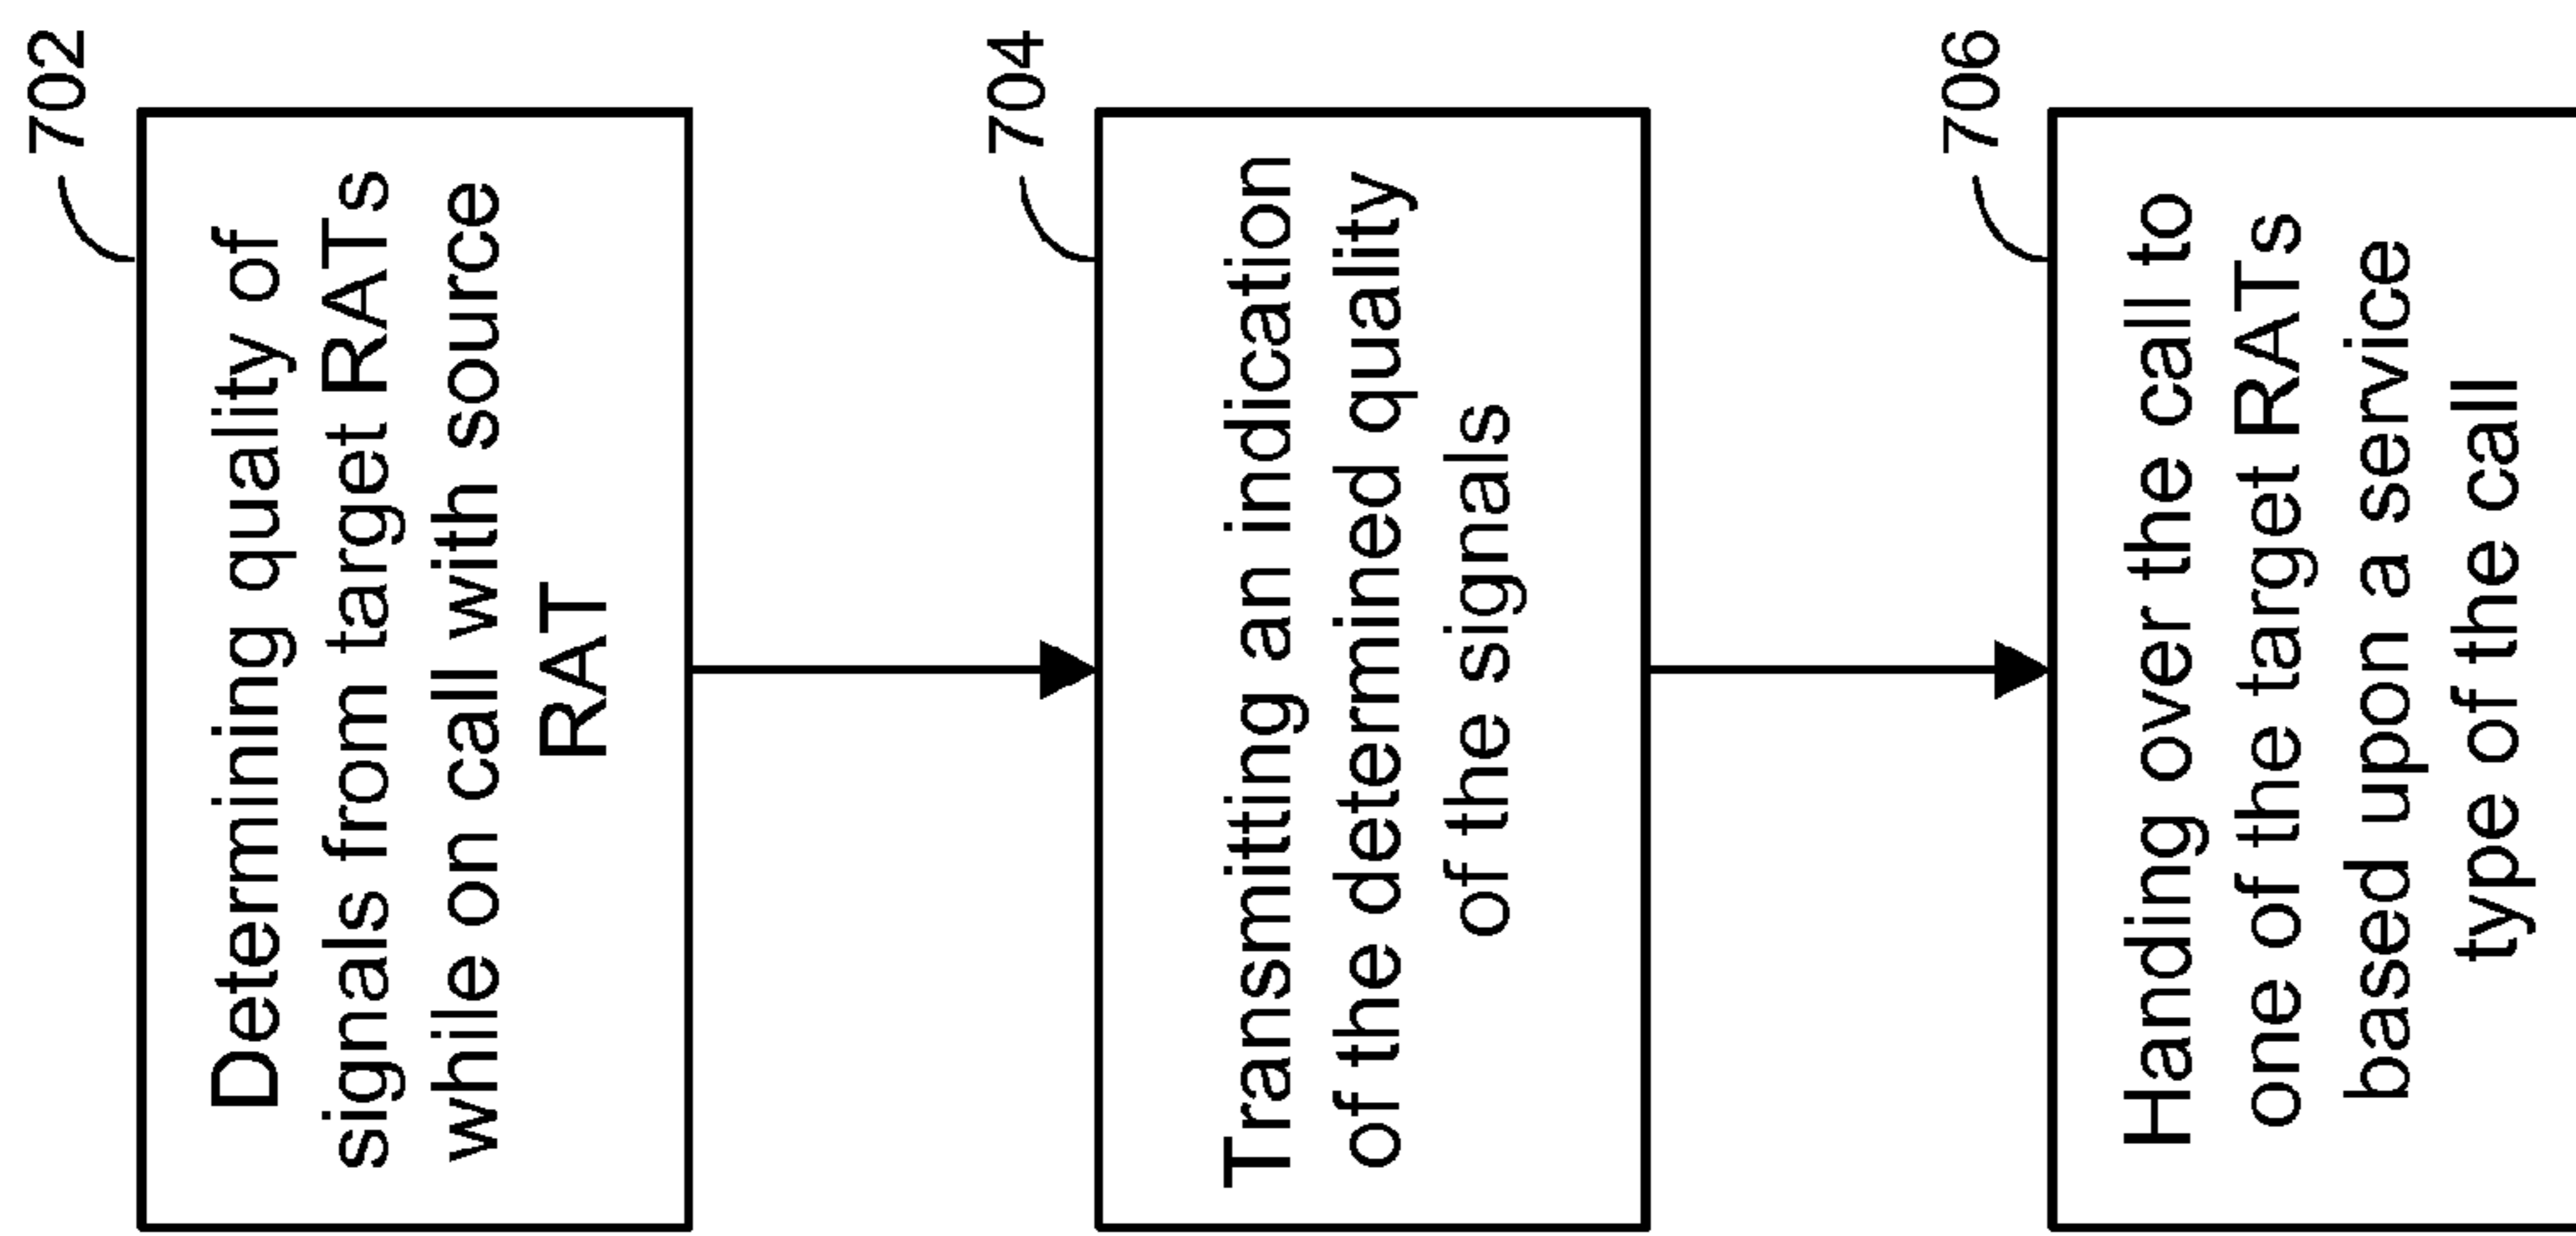 702
Determining quality of
signals from target RATs
while on call with source
RAT
704
Transmitting an indication
of the determined quality
of the signals
706
Handing over the call to
one of the target RATs
based upon a service
type of the call